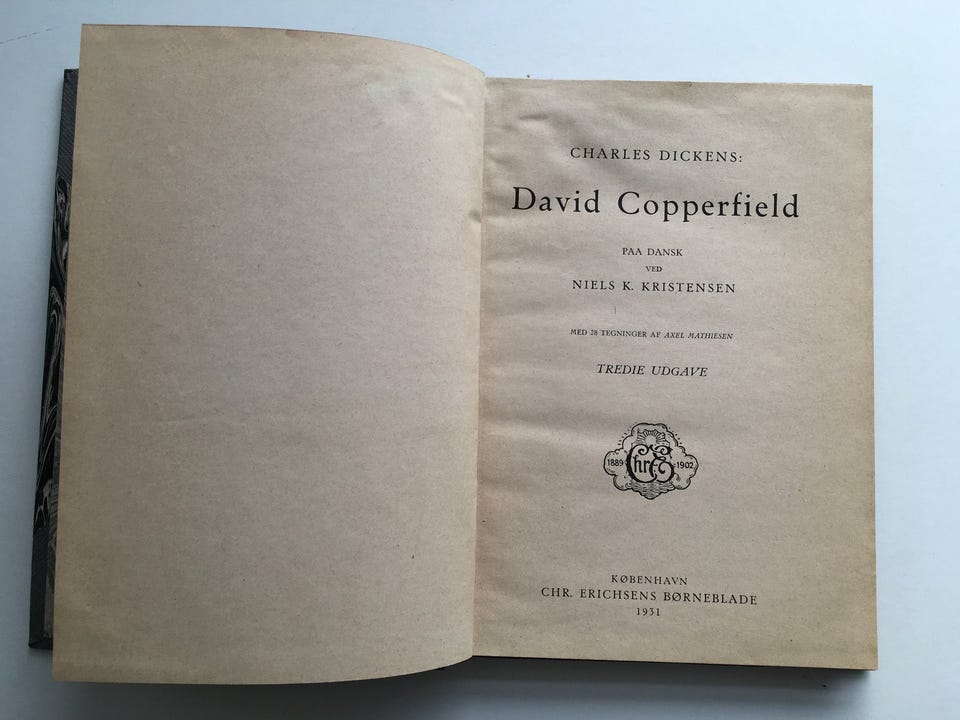 CHARLES DICKENS:
David Copperfield
PAA DANSK
VED
NIELS K. KRISTENSEN
MED 28 TEGNINGER AF AXEL MATHIESEN
TREDIE UDGAVE
1889 Chr E 1902
KØBENHAVN
CHR. ERICHSENS BØRNEBLADE
1931